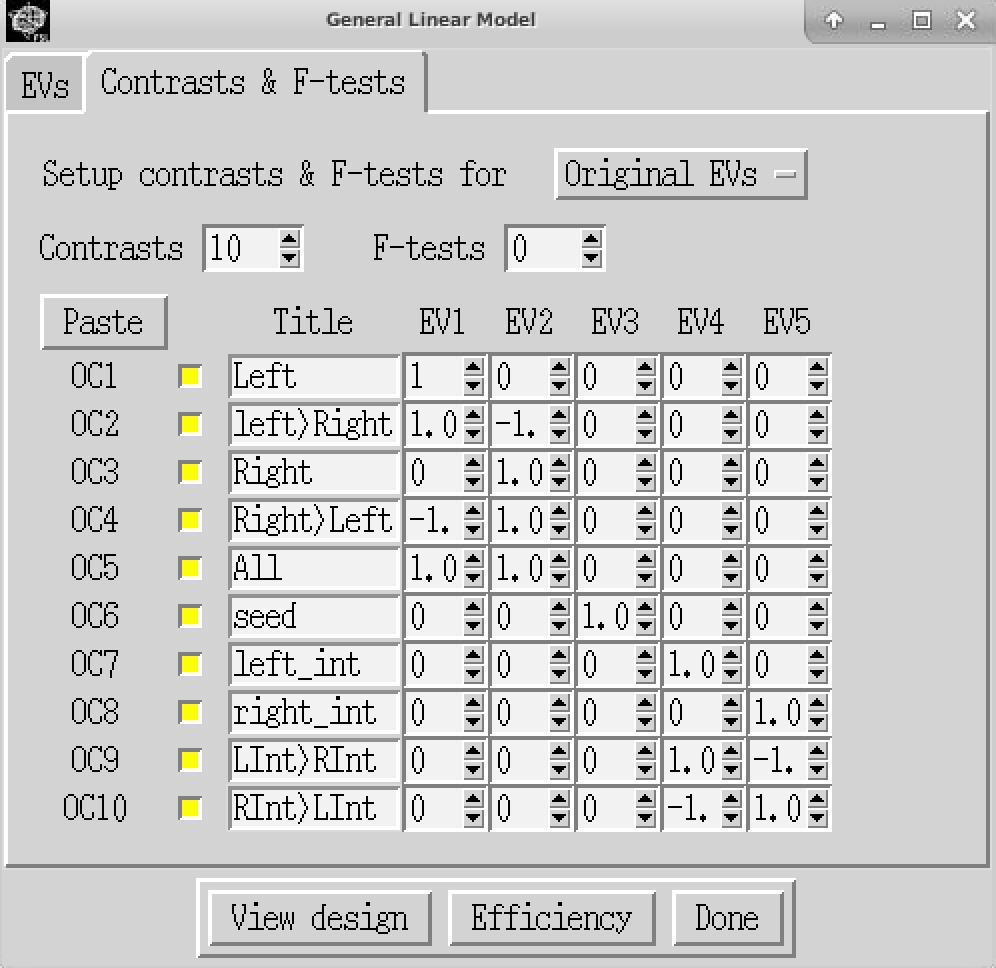 General Linear Model
EVs Contrasts & F-tests
Setup contrasts & F-tests for Original EVs
Contrasts 10 F-tests 0
Paste Title EV1 EV2 EV3 EV4 EV5
OC1 Left 1 0 0 0 0
OC2 left>Right 1.0 -1. 0 0 0
OC3 Right 0 1.0 0 0 0
OC4 Right>Left -1. 1.0 0 0 0
OC5 All 1.0 1.0 0 0 0
OC6 seed 0 0 1.0 0 0
OC7 left_int 0 0 0 1.0 0
OC8 right_int 0 0 0 0 1.0
OC9 LInt>RInt 0 0 0 1.0 -1.
OC10 RInt>LInt 0 0 0 -1. 1.0
View design Efficiency Done